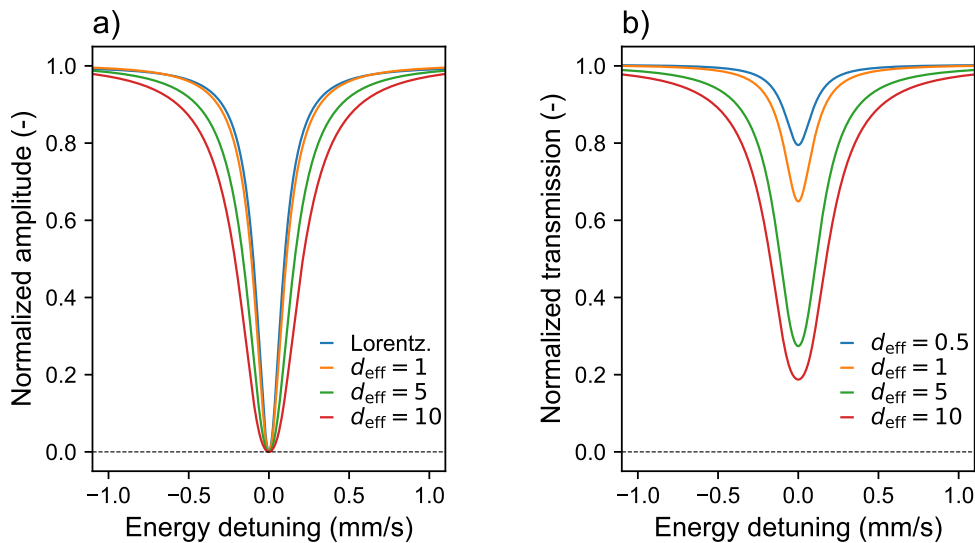 a)
Normalized amplitude (-)
1.0
0.8
0.6
0.4
0.2
0.0
Lorentz.
d_eff = 1
d_eff = 5
d_eff = 10
−1.0 −0.5 0.0 0.5 1.0
Energy detuning (mm/s)
b)
Normalized transmission (-)
1.0
0.8
0.6
0.4
0.2
0.0
d_eff = 0.5
d_eff = 1
d_eff = 5
d_eff = 10
−1.0 −0.5 0.0 0.5 1.0
Energy detuning (mm/s)